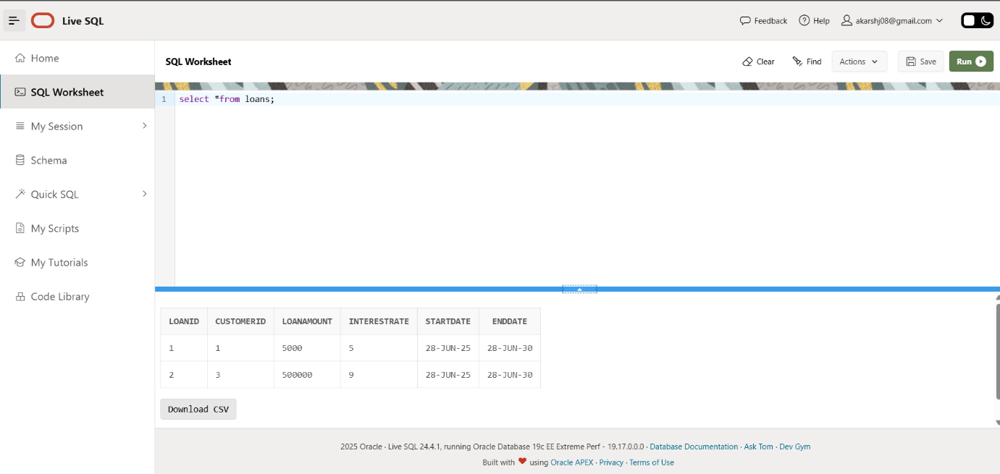 Live SQL
Feedback Help akarshj08@gmail.com
Home
SQL Worksheet
My Session
Schema
Quick SQL
My Scripts
My Tutorials
Code Library
SQL Worksheet
Clear Find Actions Save Run
1 select *from loans;
LOANID CUSTOMERID LOANAMOUNT INTERESTRATE STARTDATE ENDDATE
1 1 5000 5 28-JUN-25 28-JUN-30
2 3 500000 9 28-JUN-25 28-JUN-30
Download CSV
2025 Oracle · Live SQL 24.4.1, running Oracle Database 19c EE Extreme Perf - 19.17.0.0.0 · Database Documentation · Ask Tom · Dev Gym
Built with ❤ using Oracle APEX · Privacy · Terms of Use